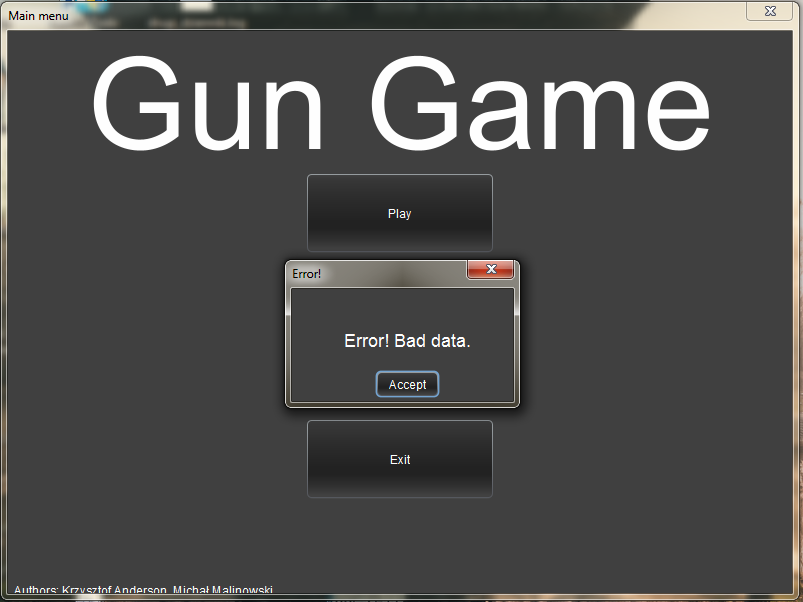 Main menu
Gun Game
Play
Error!
Error! Bad data.
Accept
Exit
Authors: Krzysztof Anderson, Michał Malinowski